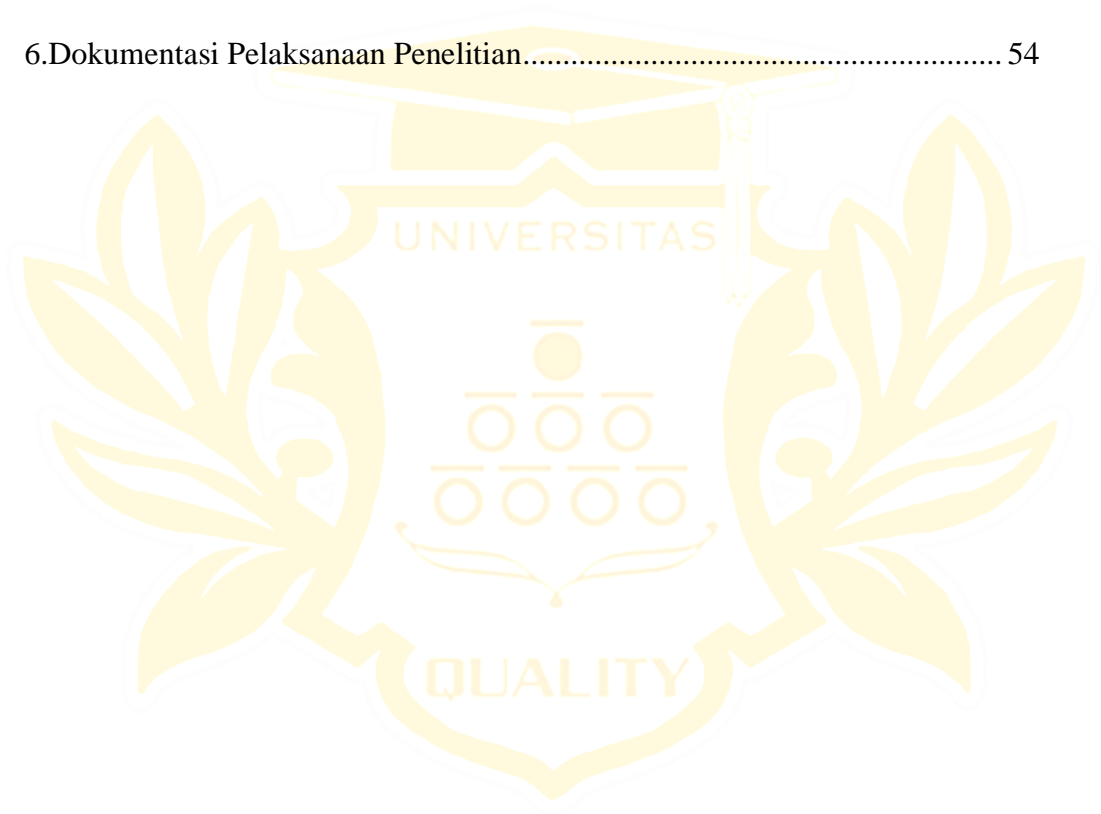 6.Dokumentasi Pelaksanaan Penelitian......................................................... 54
UNIVERSITAS
QUALITY